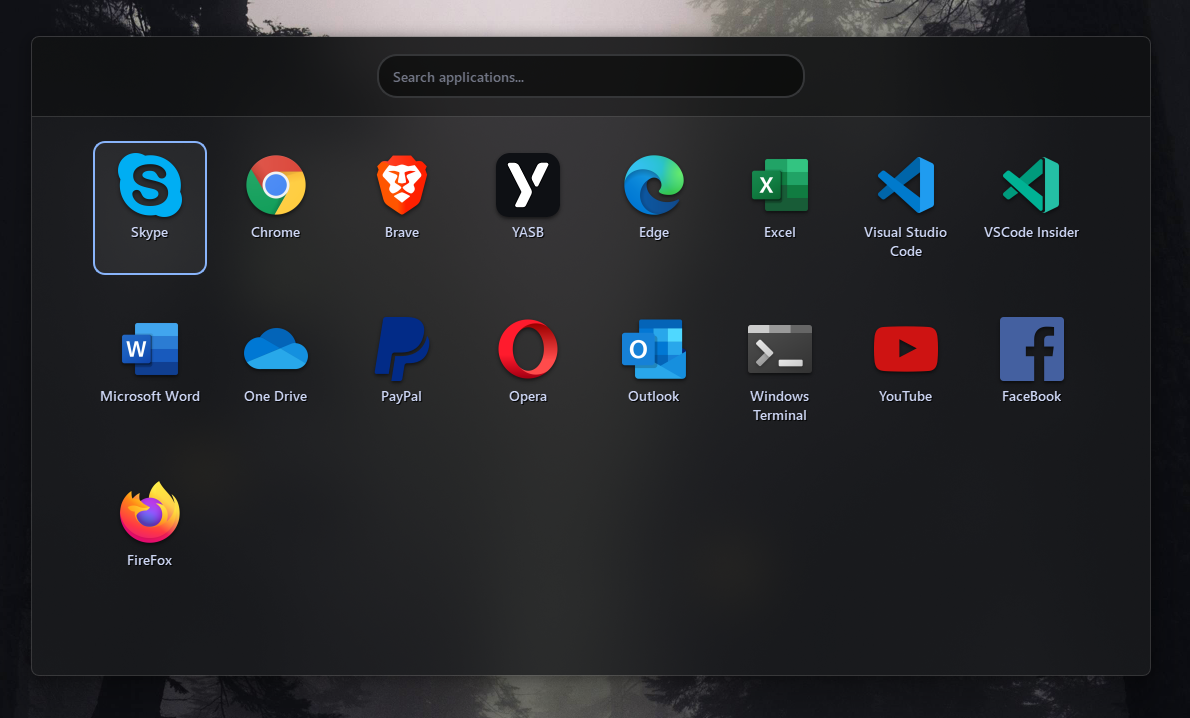 Search applications...
Skype
Chrome
Brave
YASB
Edge
X
Excel
Visual Studio
Code
VSCode Insider
W
Microsoft Word
One Drive
PayPal
Opera
O
Outlook
Windows
Terminal
YouTube
FaceBook
FireFox